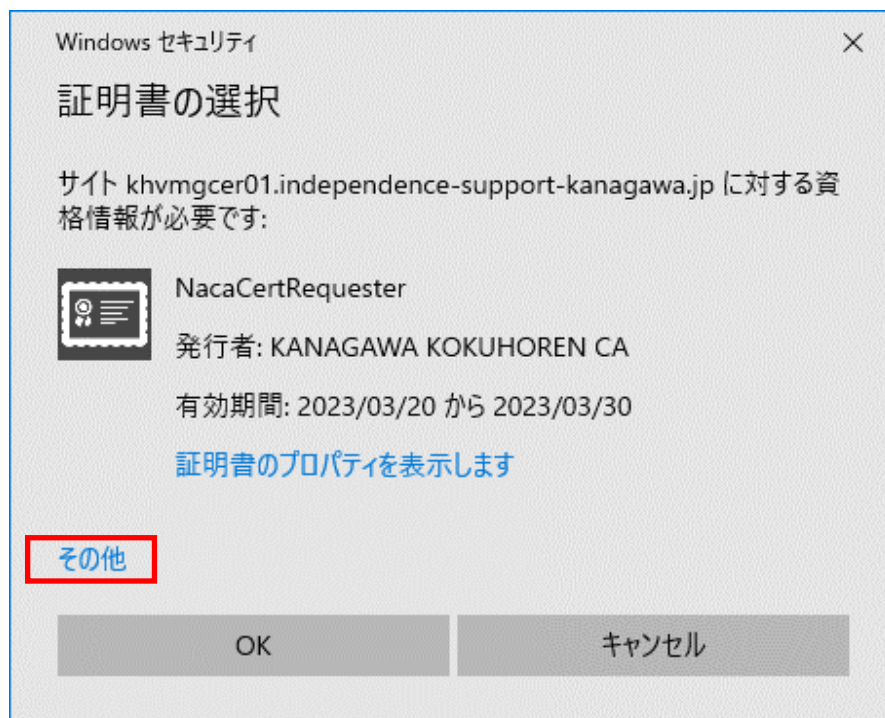 Windows セキュリティ
証明書の選択
サイト khvmgcer01.independence-support-kanagawa.jp に対する資
格情報が必要です:
NacaCertRequester
発行者: KANAGAWA KOKUHOREN CA
有効期間: 2023/03/20 から 2023/03/30
証明書のプロパティを表示します
その他
OK
キャンセル